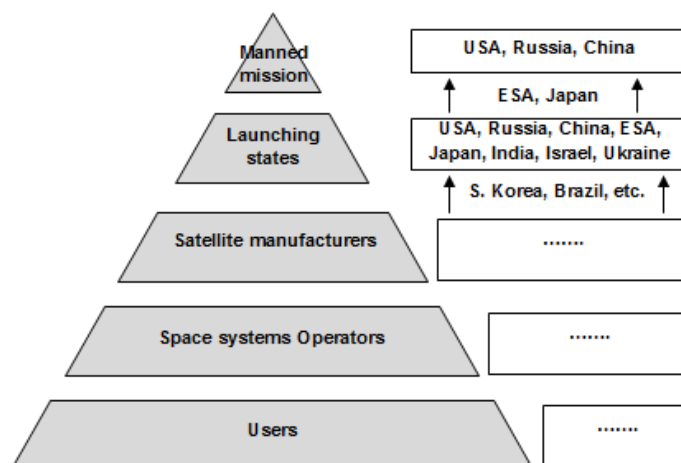 Manned
mission
USA, Russia, China
ESA, Japan
Launching
states
USA, Russia, China, ESA,
Japan, India, Israel, Ukraine
S. Korea, Brazil, etc.
Satellite manufacturers
.......
Space systems Operators
.......
Users
.......